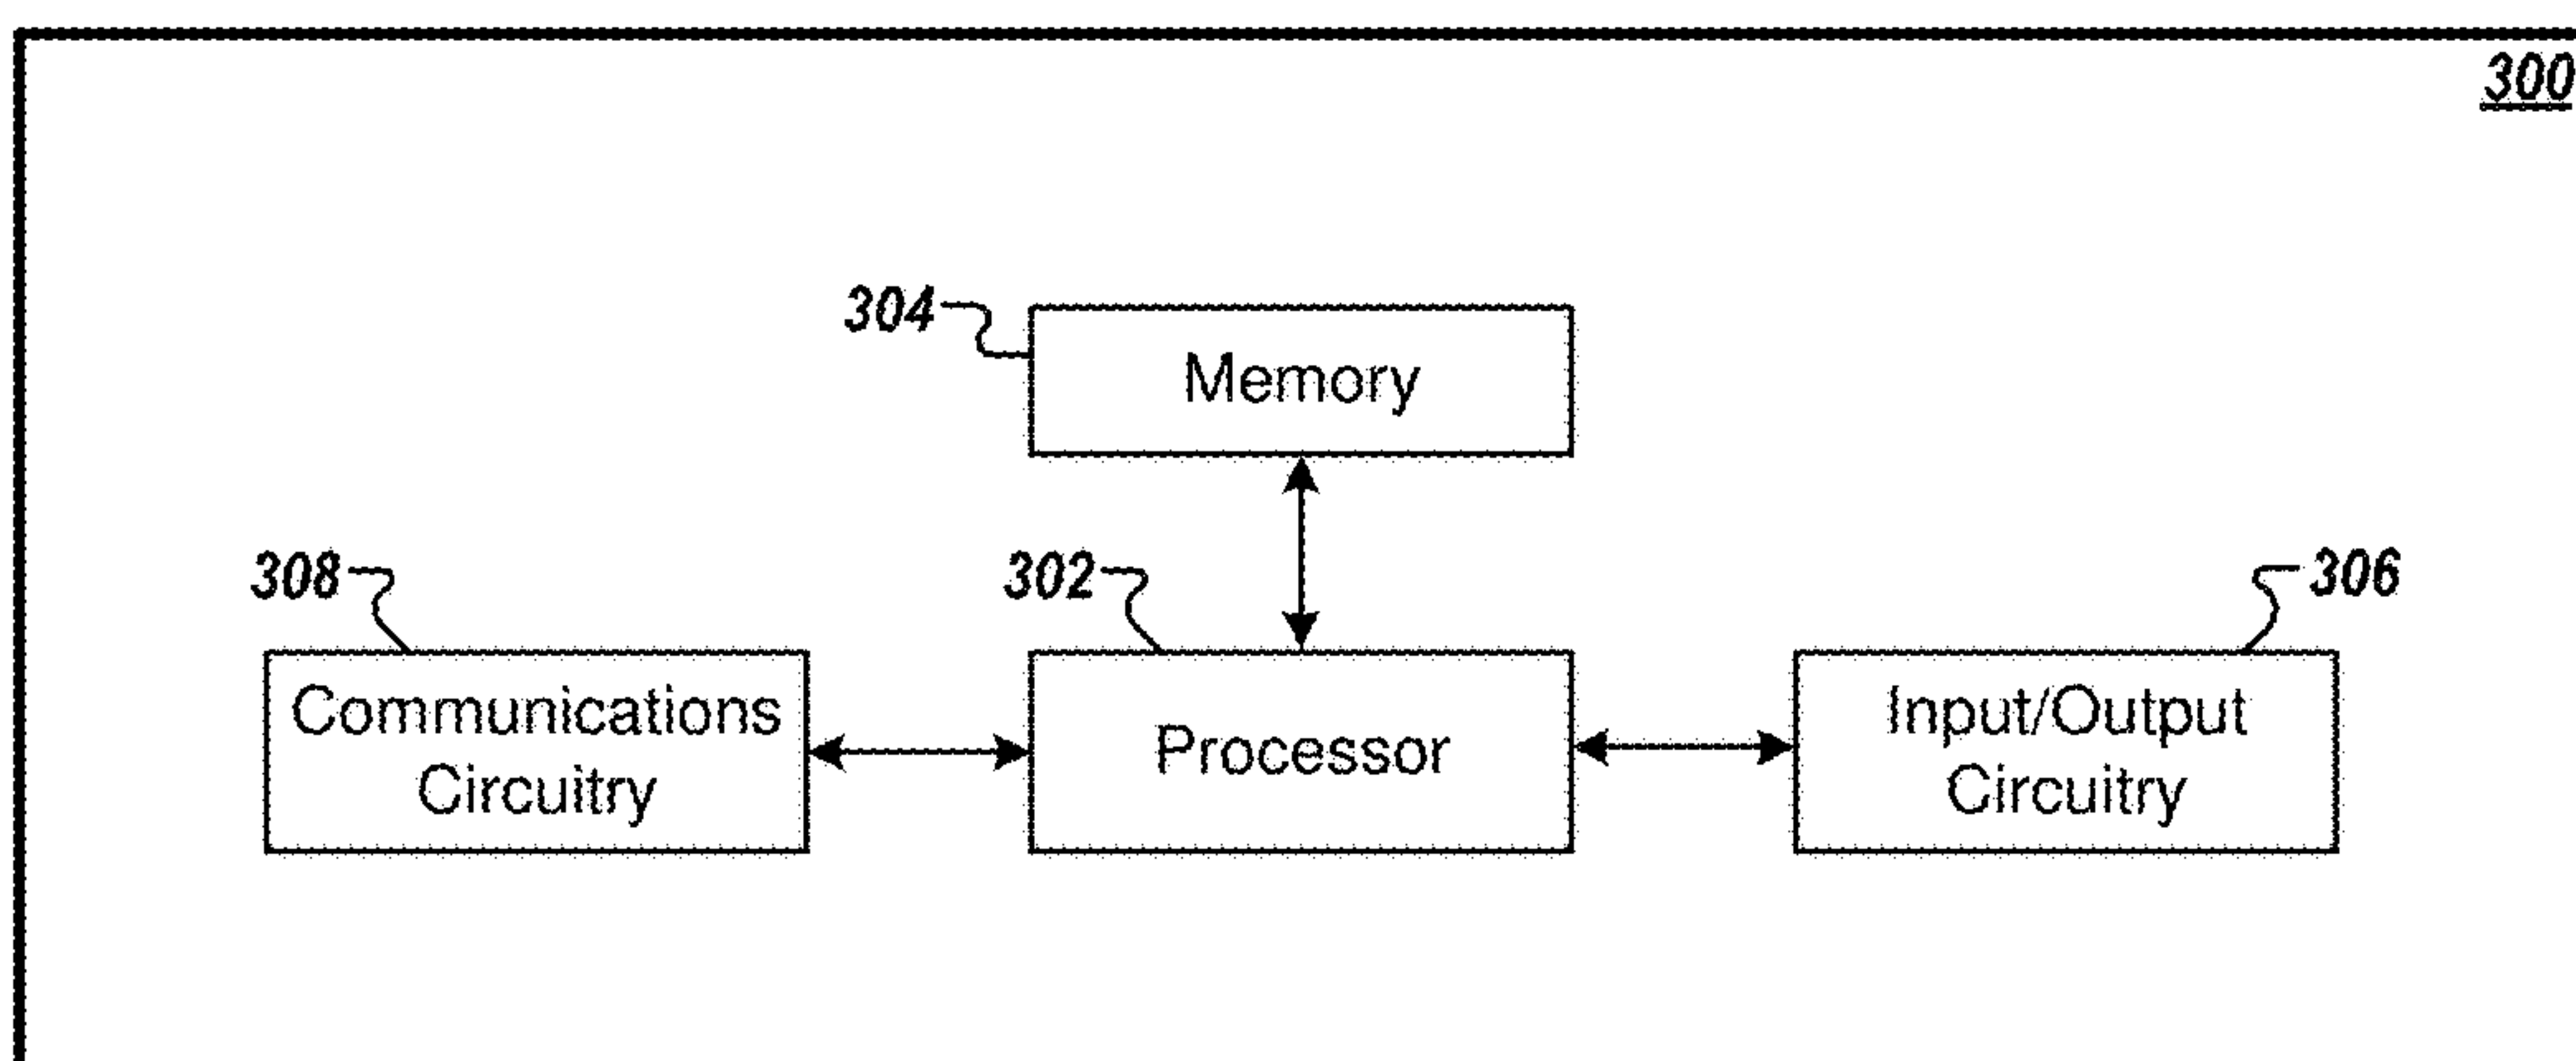 300
304
Memory
308
302
306
Communications
Circuitry
Processor
Input/Output
Circuitry